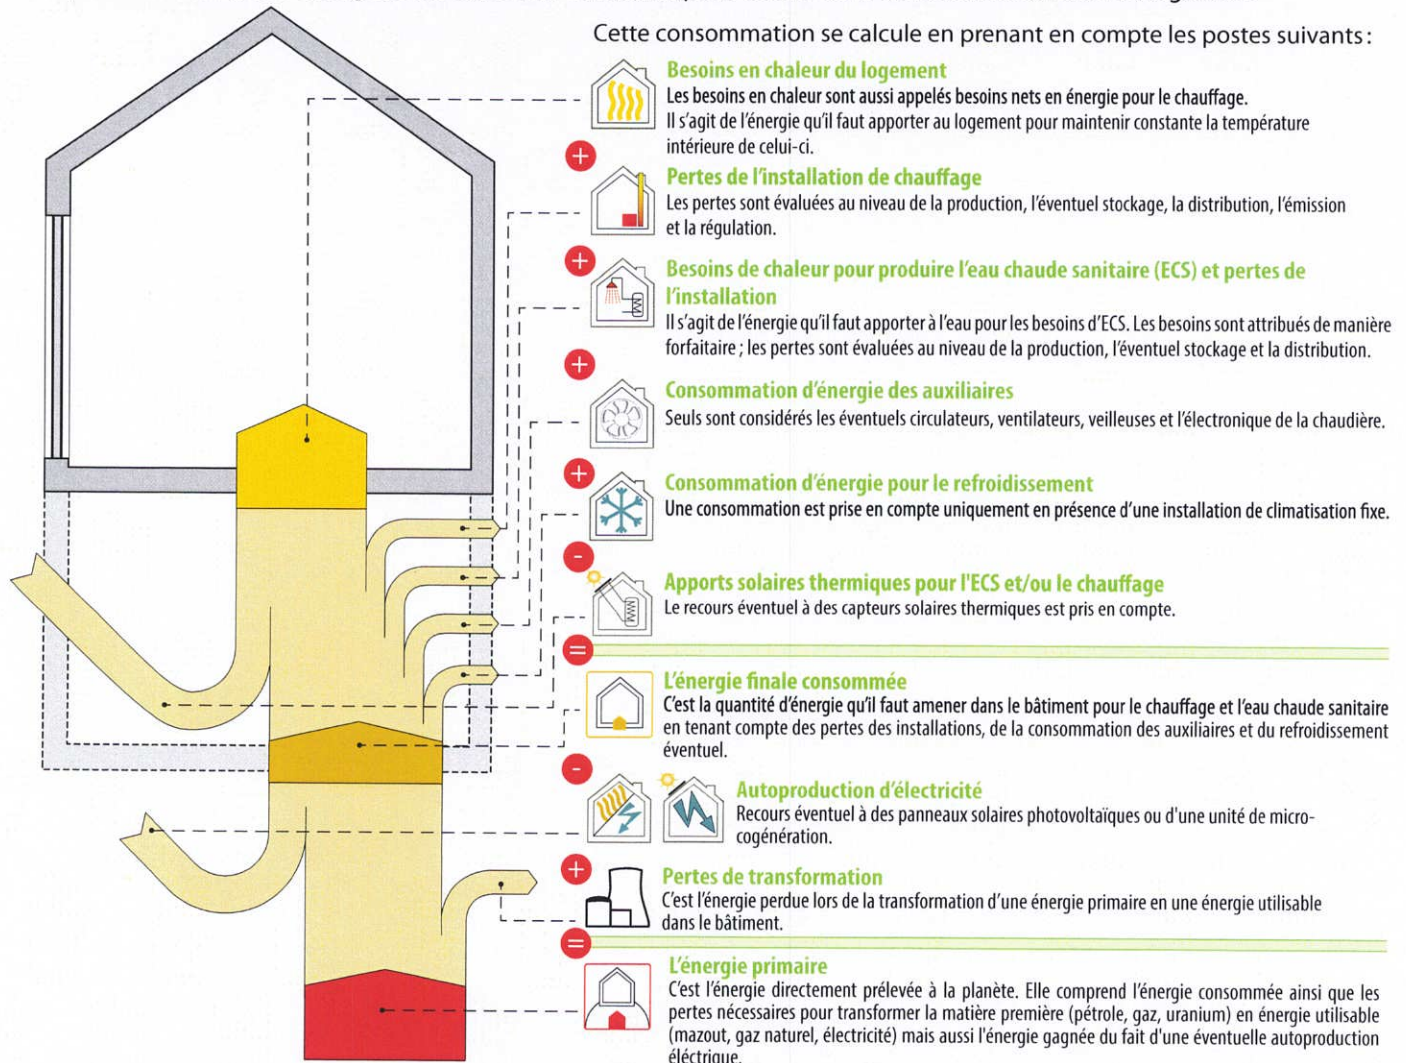 Cette consommation se calcule en prenant en compte les postes suivants :
Besoins en chaleur du logement
Les besoins en chaleur sont aussi appelés besoins nets en énergie pour le chauffage.
Il s'agit de l'énergie qu'il faut apporter au logement pour maintenir constante la température
intérieure de celui-ci.
+
Pertes de l'installation de chauffage
Les pertes sont évaluées au niveau de la production, l'éventuel stockage, la distribution, l'émission
et la régulation.
+
Besoins de chaleur pour produire l'eau chaude sanitaire (ECS) et pertes de
l'installation
Il s'agit de l'énergie qu'il faut apporter à l'eau pour les besoins d'ECS. Les besoins sont attribués de manière
forfaitaire ; les pertes sont évaluées au niveau de la production, l'éventuel stockage et la distribution.
+
Consommation d'énergie des auxiliaires
Seuls sont considérés les éventuels circulateurs, ventilateurs, veilleuses et l'électronique de la chaudière.
+
Consommation d'énergie pour le refroidissement
Une consommation est prise en compte uniquement en présence d'une installation de climatisation fixe.
-
Apports solaires thermiques pour l'ECS et/ou le chauffage
Le recours éventuel à des capteurs solaires thermiques est pris en compte.
=
L'énergie finale consommée
C'est la quantité d'énergie qu'il faut amener dans le bâtiment pour le chauffage et l'eau chaude sanitaire
en tenant compte des pertes des installations, de la consommation des auxiliaires et du refroidissement
éventuel.
-
Autoproduction d'électricité
Recours éventuel à des panneaux solaires photovoltaïques ou d'une unité de micro-
cogénération.
+
Pertes de transformation
C'est l'énergie perdue lors de la transformation d'une énergie primaire en une énergie utilisable
dans le bâtiment.
=
L'énergie primaire
C'est l'énergie directement prélevée à la planète. Elle comprend l'énergie consommée ainsi que les
pertes nécessaires pour transformer la matière première (pétrole, gaz, uranium) en énergie utilisable
(mazout, gaz naturel, électricité) mais aussi l'énergie gagnée du fait d'une éventuelle autoproduction
éléctrique.